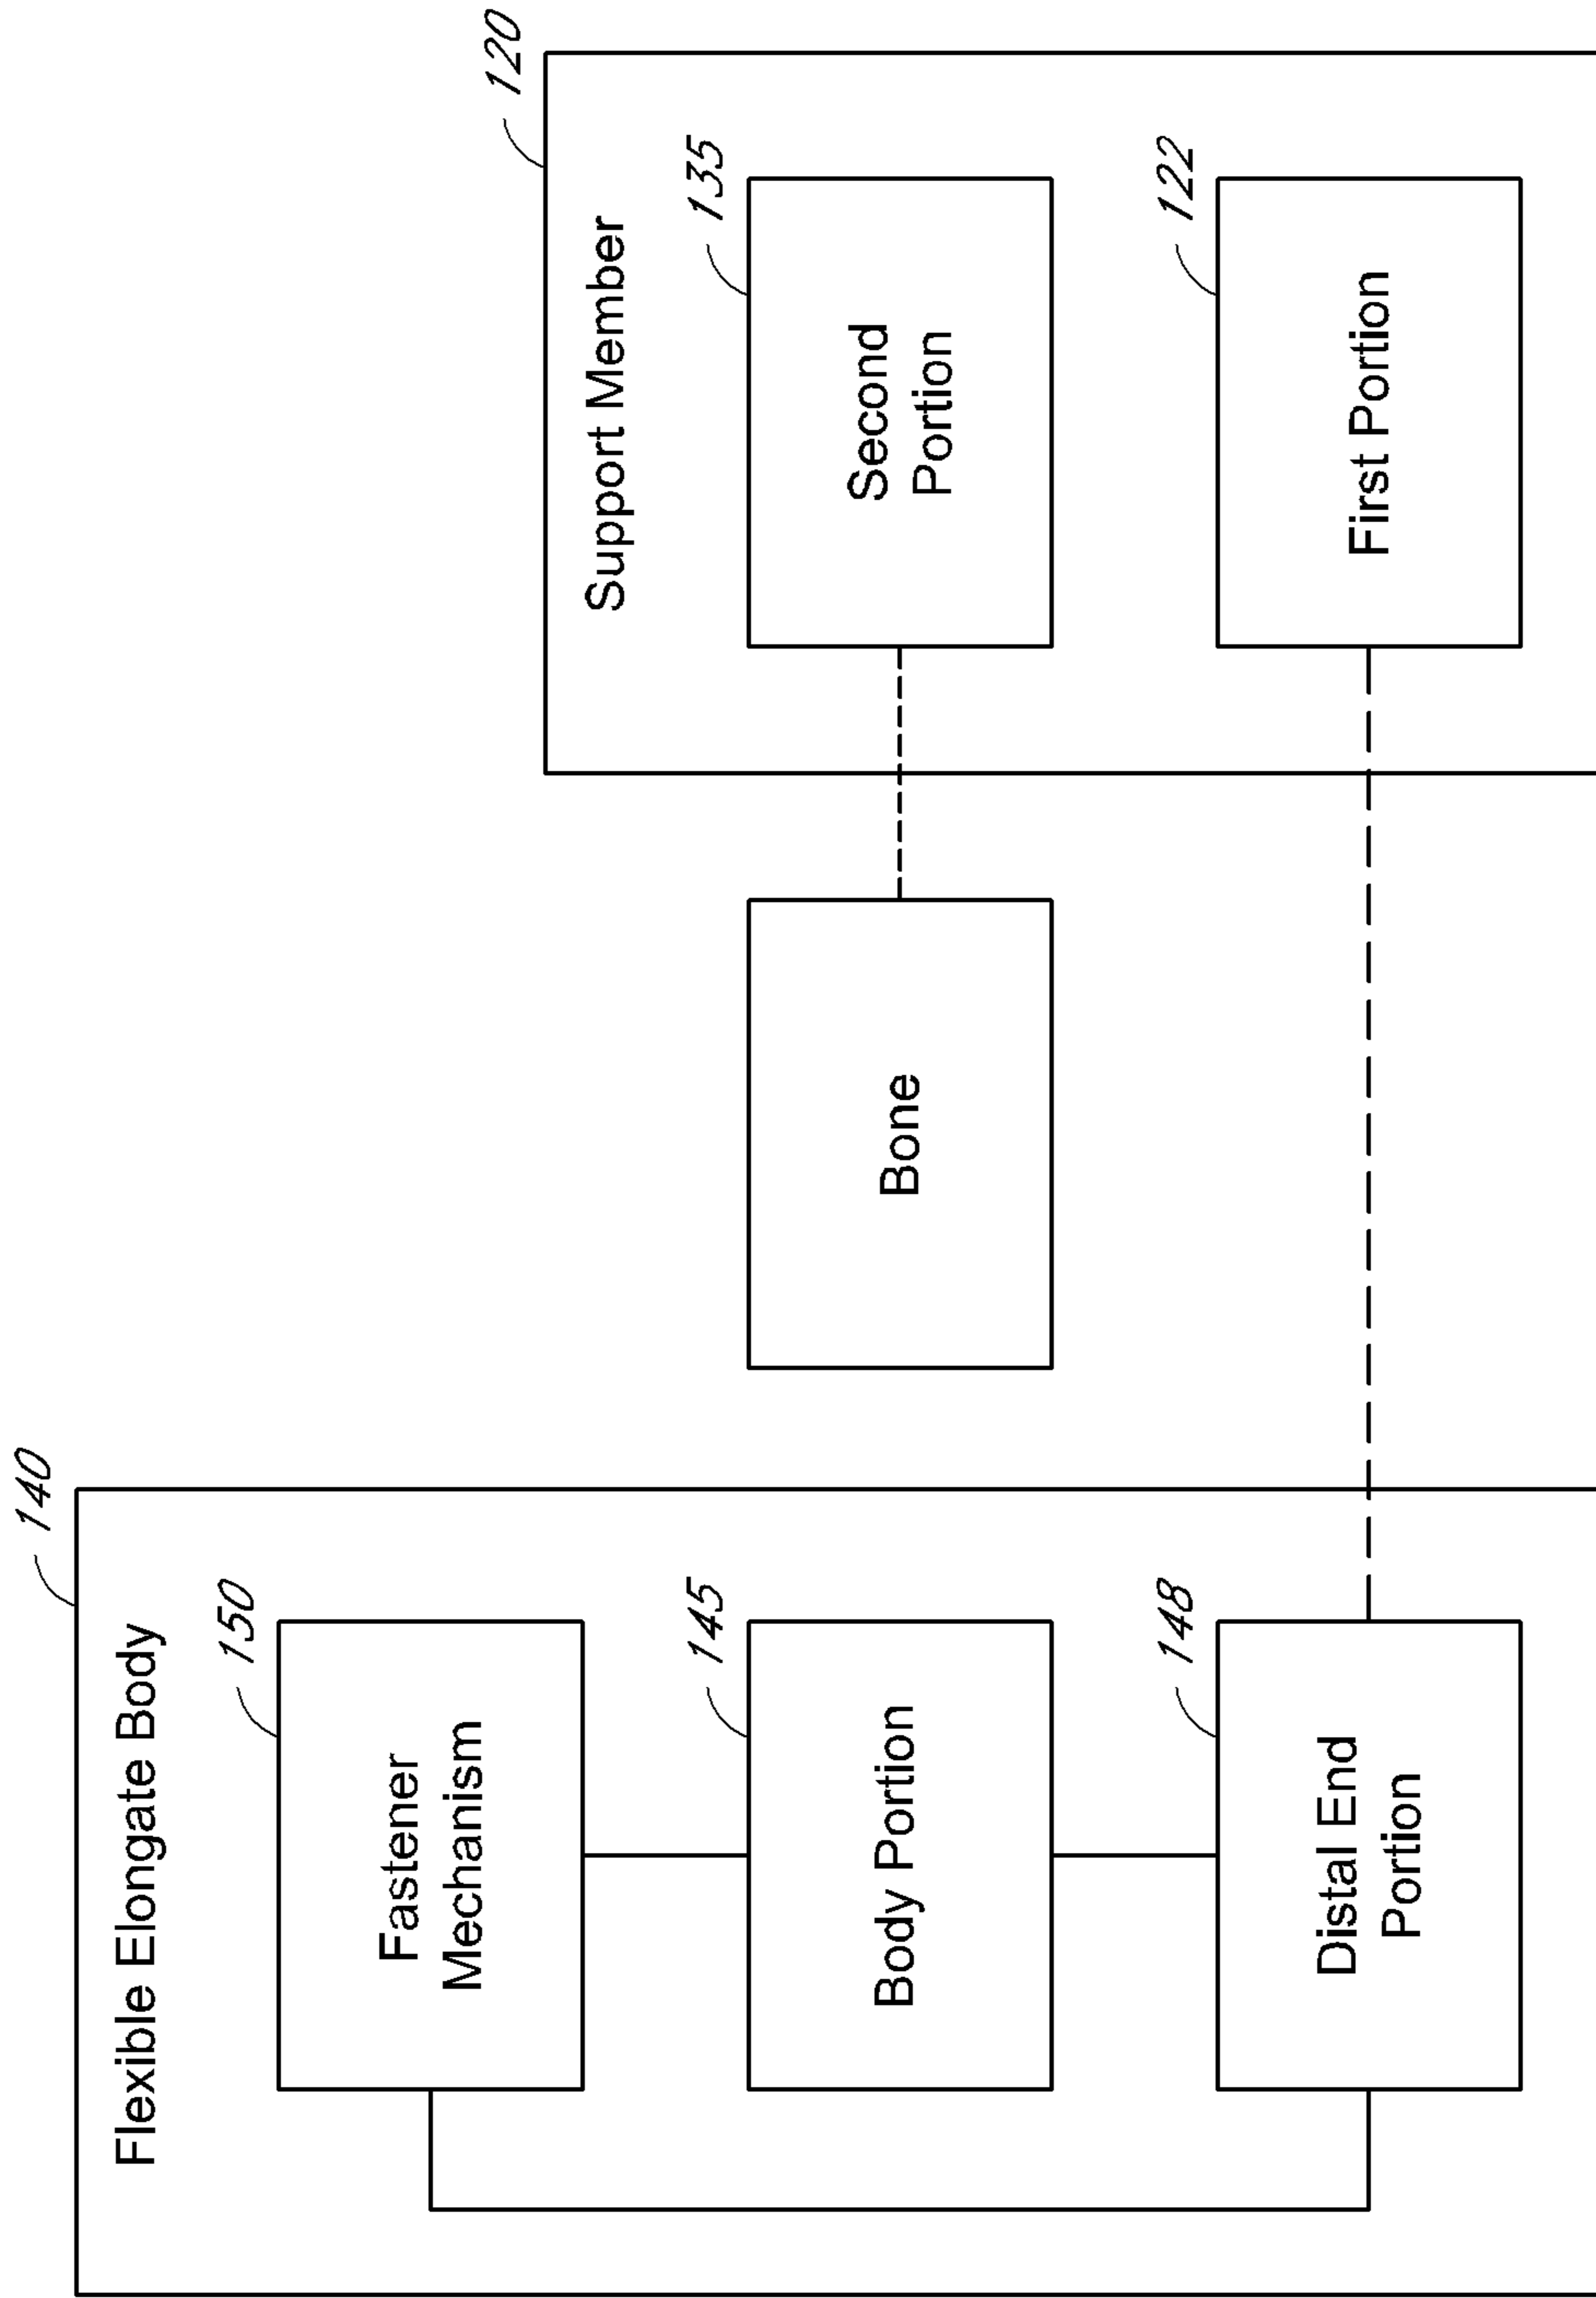 140
Flexible Elongate Body
150
Fastener
Mechanism
145
Body Portion
148
Distal End
Portion
Bone
120
Support Member
135
Second
Portion
122
First Portion